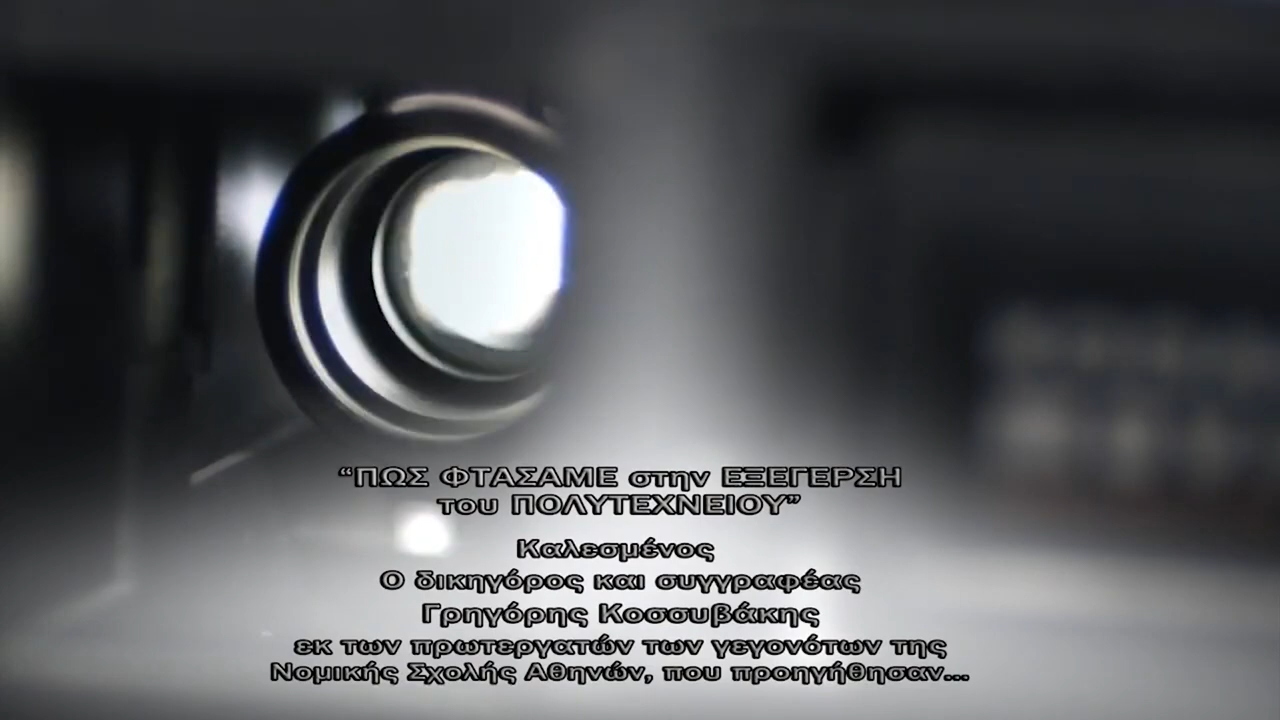 “ΠΩΣ ΦΤΑΣΑΜΕ στην ΕΞΕΓΕΡΣΗ
του ΠΟΛΥΤΕΧΝΕΙΟΥ”
Καλεσμένος
Ο δικηγόρος και συγγραφέας
Γρηγόρης Κοσσυβάκης
εκ των πρωτεργατών των γεγονότων της
Νομικής Σχολής Αθηνών, που προηγήθησαν...